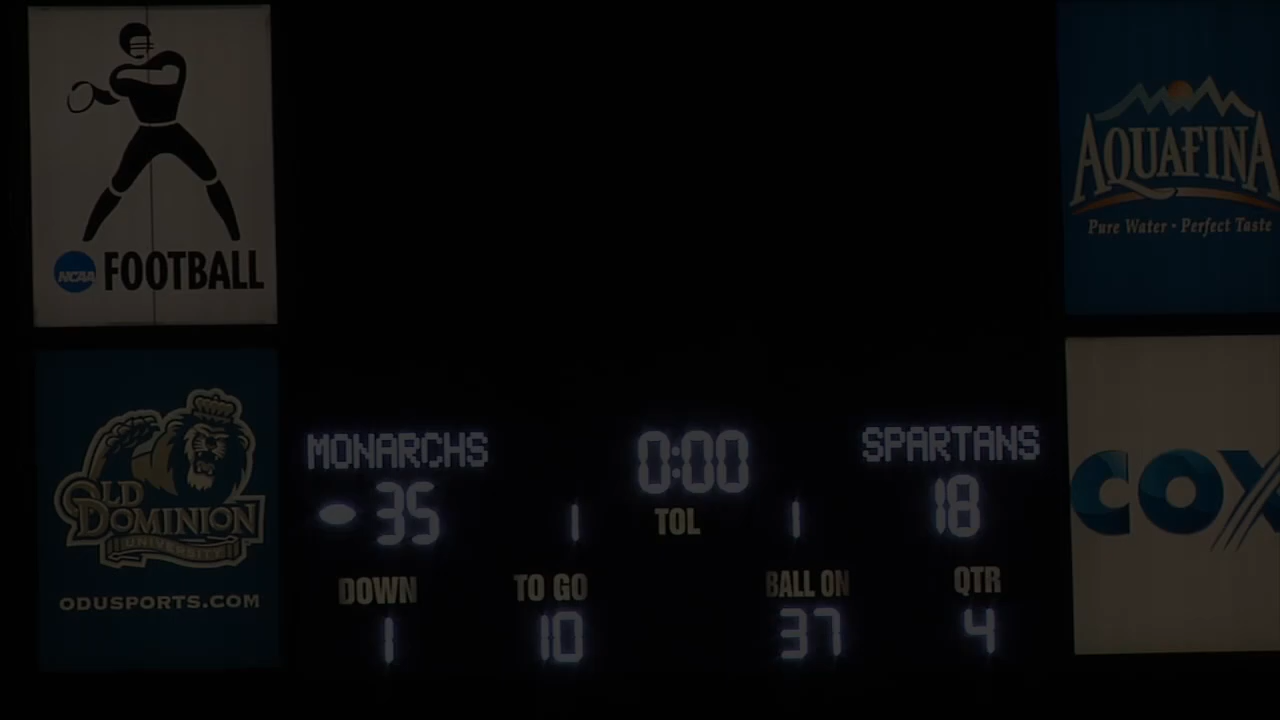 NCAA FOOTBALL
OLD
DOMINION
UNIVERSITY
ODUSPORTS.COM
MONARCHS 0:00 SPARTANS
35 1 TOL 1 18
DOWN TO GO BALL ON QTR
1 10 37 4
AQUAFINA
Pure Water • Perfect Taste
COX